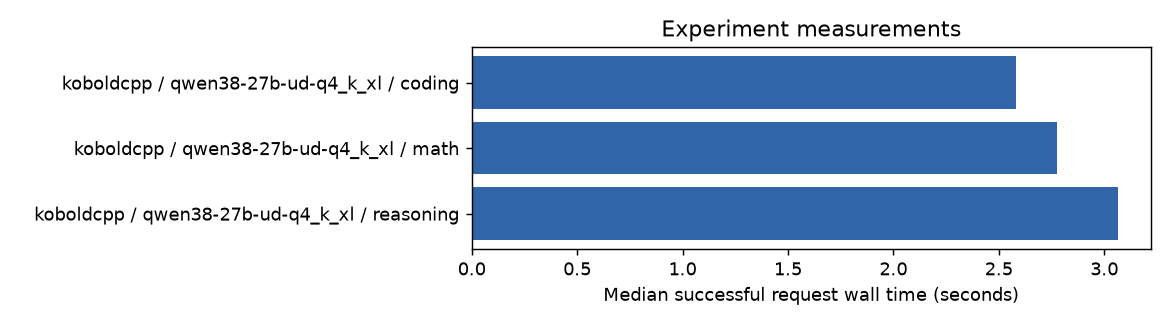 Experiment measurements
koboldcpp / qwen38-27b-ud-q4_k_xl / coding
koboldcpp / qwen38-27b-ud-q4_k_xl / math
koboldcpp / qwen38-27b-ud-q4_k_xl / reasoning
0.0 0.5 1.0 1.5 2.0 2.5 3.0
Median successful request wall time (seconds)